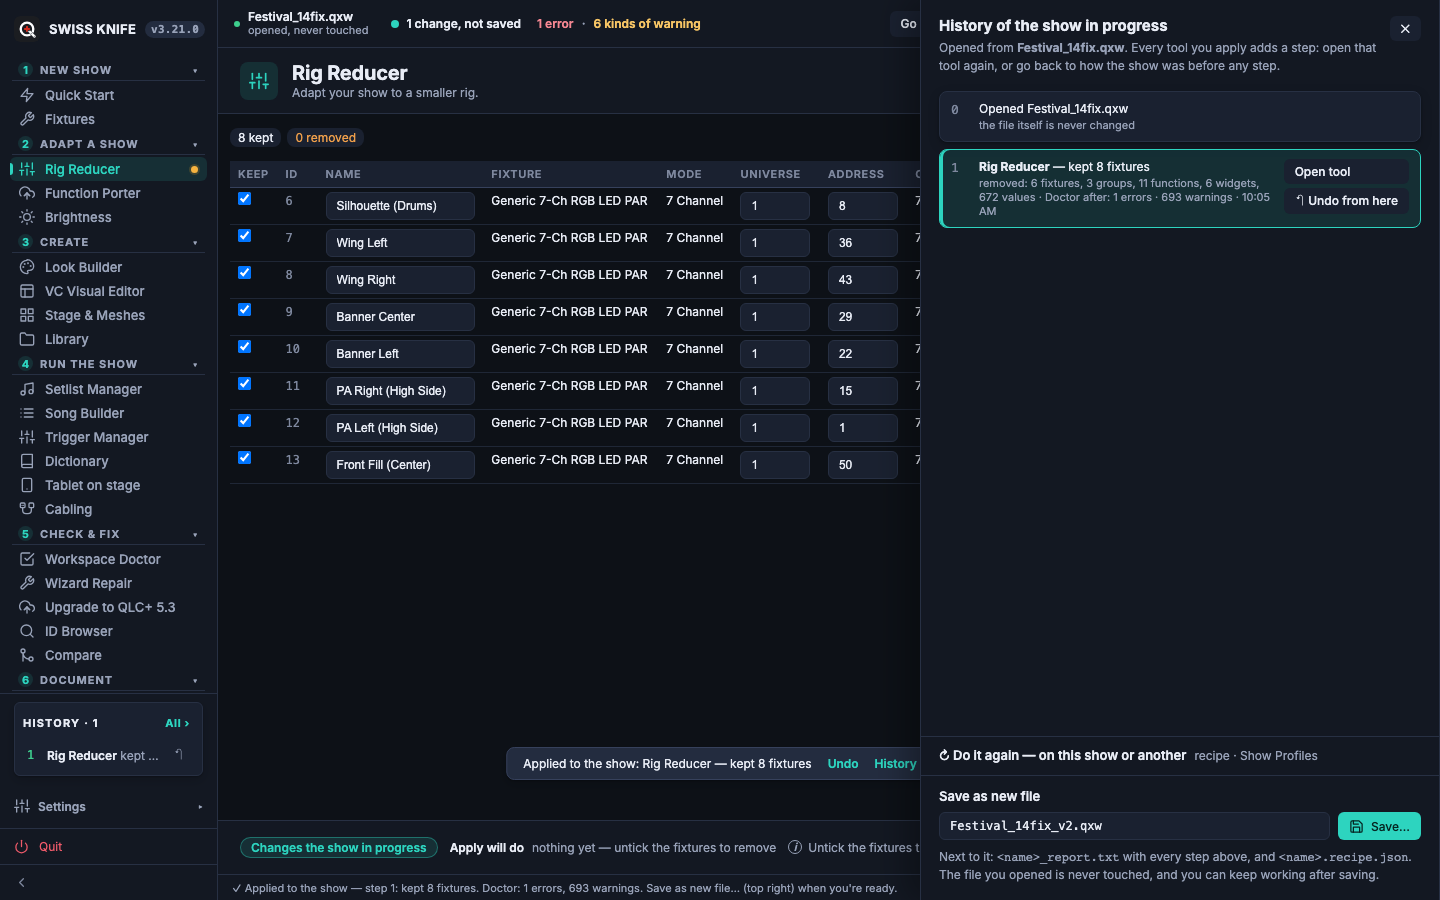 SWISS KNIFE v3.21.0
1 NEW SHOW
Quick Start
Fixtures
2 ADAPT A SHOW
Rig Reducer
Function Porter
Brightness
3 CREATE
Look Builder
VC Visual Editor
Stage & Meshes
Library
4 RUN THE SHOW
Setlist Manager
Song Builder
Trigger Manager
Dictionary
Tablet on stage
Cabling
5 CHECK & FIX
Workspace Doctor
Wizard Repair
Upgrade to QLC+ 5.3
ID Browser
Compare
6 DOCUMENT
HISTORY · 1 All ›
1 Rig Reducer kept ...
Settings
Quit
Festival_14fix.qxw
opened, never touched
1 change, not saved 1 error · 6 kinds of warning
Go
Rig Reducer
Adapt your show to a smaller rig.
8 kept 0 removed
KEEP ID NAME FIXTURE MODE UNIVERSE ADDRESS
6 Silhouette (Drums) Generic 7-Ch RGB LED PAR 7 Channel 1 8 7
7 Wing Left Generic 7-Ch RGB LED PAR 7 Channel 1 36 7
8 Wing Right Generic 7-Ch RGB LED PAR 7 Channel 1 43 7
9 Banner Center Generic 7-Ch RGB LED PAR 7 Channel 1 29 7
10 Banner Left Generic 7-Ch RGB LED PAR 7 Channel 1 22 7
11 PA Right (High Side) Generic 7-Ch RGB LED PAR 7 Channel 1 15 7
12 PA Left (High Side) Generic 7-Ch RGB LED PAR 7 Channel 1 1 7
13 Front Fill (Center) Generic 7-Ch RGB LED PAR 7 Channel 1 50 7
Applied to the show: Rig Reducer — kept 8 fixtures Undo History
Changes the show in progress Apply will do nothing yet — untick the fixtures to remove Untick the fixtures t
✓ Applied to the show — step 1: kept 8 fixtures. Doctor: 1 errors, 693 warnings. Save as new file... (top right) when you're ready.
History of the show in progress
Opened from Festival_14fix.qxw. Every tool you apply adds a step: open that
tool again, or go back to how the show was before any step.
0 Opened Festival_14fix.qxw
the file itself is never changed
1 Rig Reducer — kept 8 fixtures
removed: 6 fixtures, 3 groups, 11 functions, 6 widgets,
672 values · Doctor after: 1 errors · 693 warnings · 10:05
AM
Open tool
Undo from here
Do it again — on this show or another recipe · Show Profiles
Save as new file
Festival_14fix_v2.qxw Save...
Next to it: <name>_report.txt with every step above, and <name>.recipe.json.
The file you opened is never touched, and you can keep working after saving.